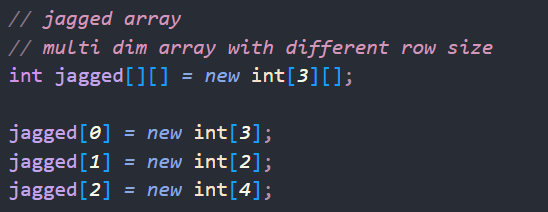 // jagged array
// multi dim array with different row size
int jagged[][] = new int[3][];
jagged[0] = new int[3];
jagged[1] = new int[2];
jagged[2] = new int[4];